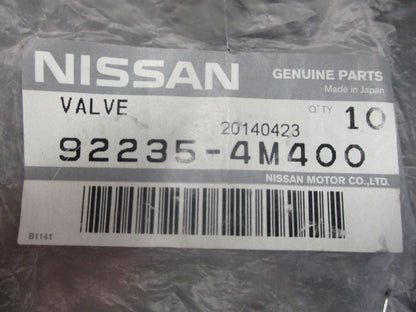 NISSAN
GENUINE PARTS
Made in Japan
VALVE
Q'TY 10
20140423
92235-4M400
NISSAN MOTOR CO.,LTD.
B1141